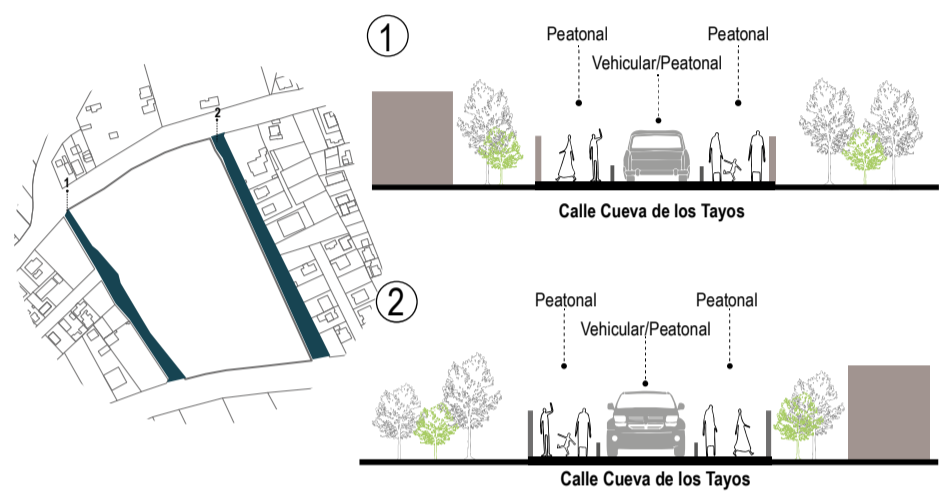 1
Peatonal
Peatonal
Vehicular/Peatonal
Calle Cueva de los Tayos
2
1
2
Peatonal
Peatonal
Vehicular/Peatonal
Calle Cueva de los Tayos